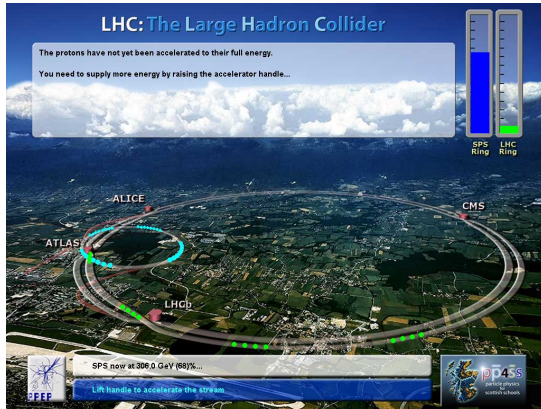 LHC: The Large Hadron Collider
The protons have not yet been accelerated to their full energy.
You need to supply more energy by raising the accelerator handle...
SPS Ring
LHC Ring
ALICE
CMS
ATLAS
LHCb
SPS now at 306.0 GeV (68)%...
Lift handle to accelerate the stream
PPEP
pp4ss
particle physics
for
scottish schools